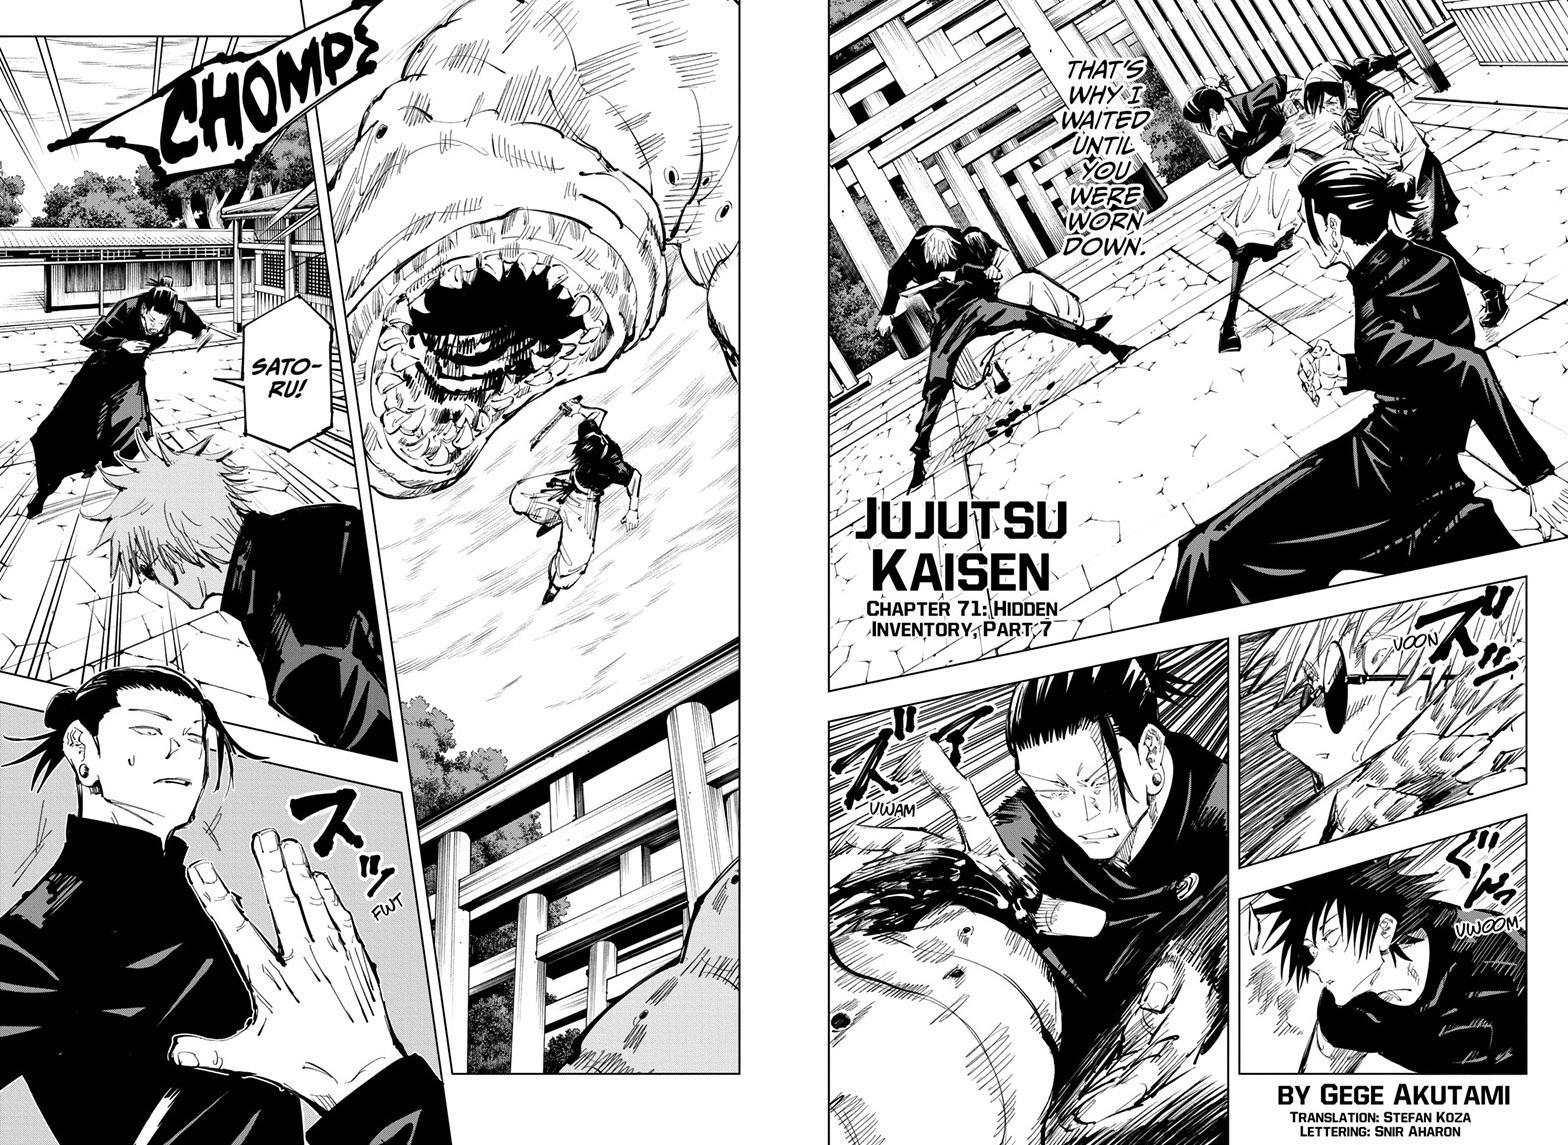 THAT'S
WHY I
WAITED
UNTIL
YOU
WERE
WORN
DOWN.
JUJUTSU
KAISEN
CHAPTER 71: HIDDEN
INVENTORY, PART 7
ズズッ
VOON
VWAM
ぐんっ
VWOOM
BY GEGE AKUTAMI
TRANSLATION: STEFAN KOZA
LETTERING: SNIR AHARON
CHOMP
SATO-
RU!
スッ
FWT